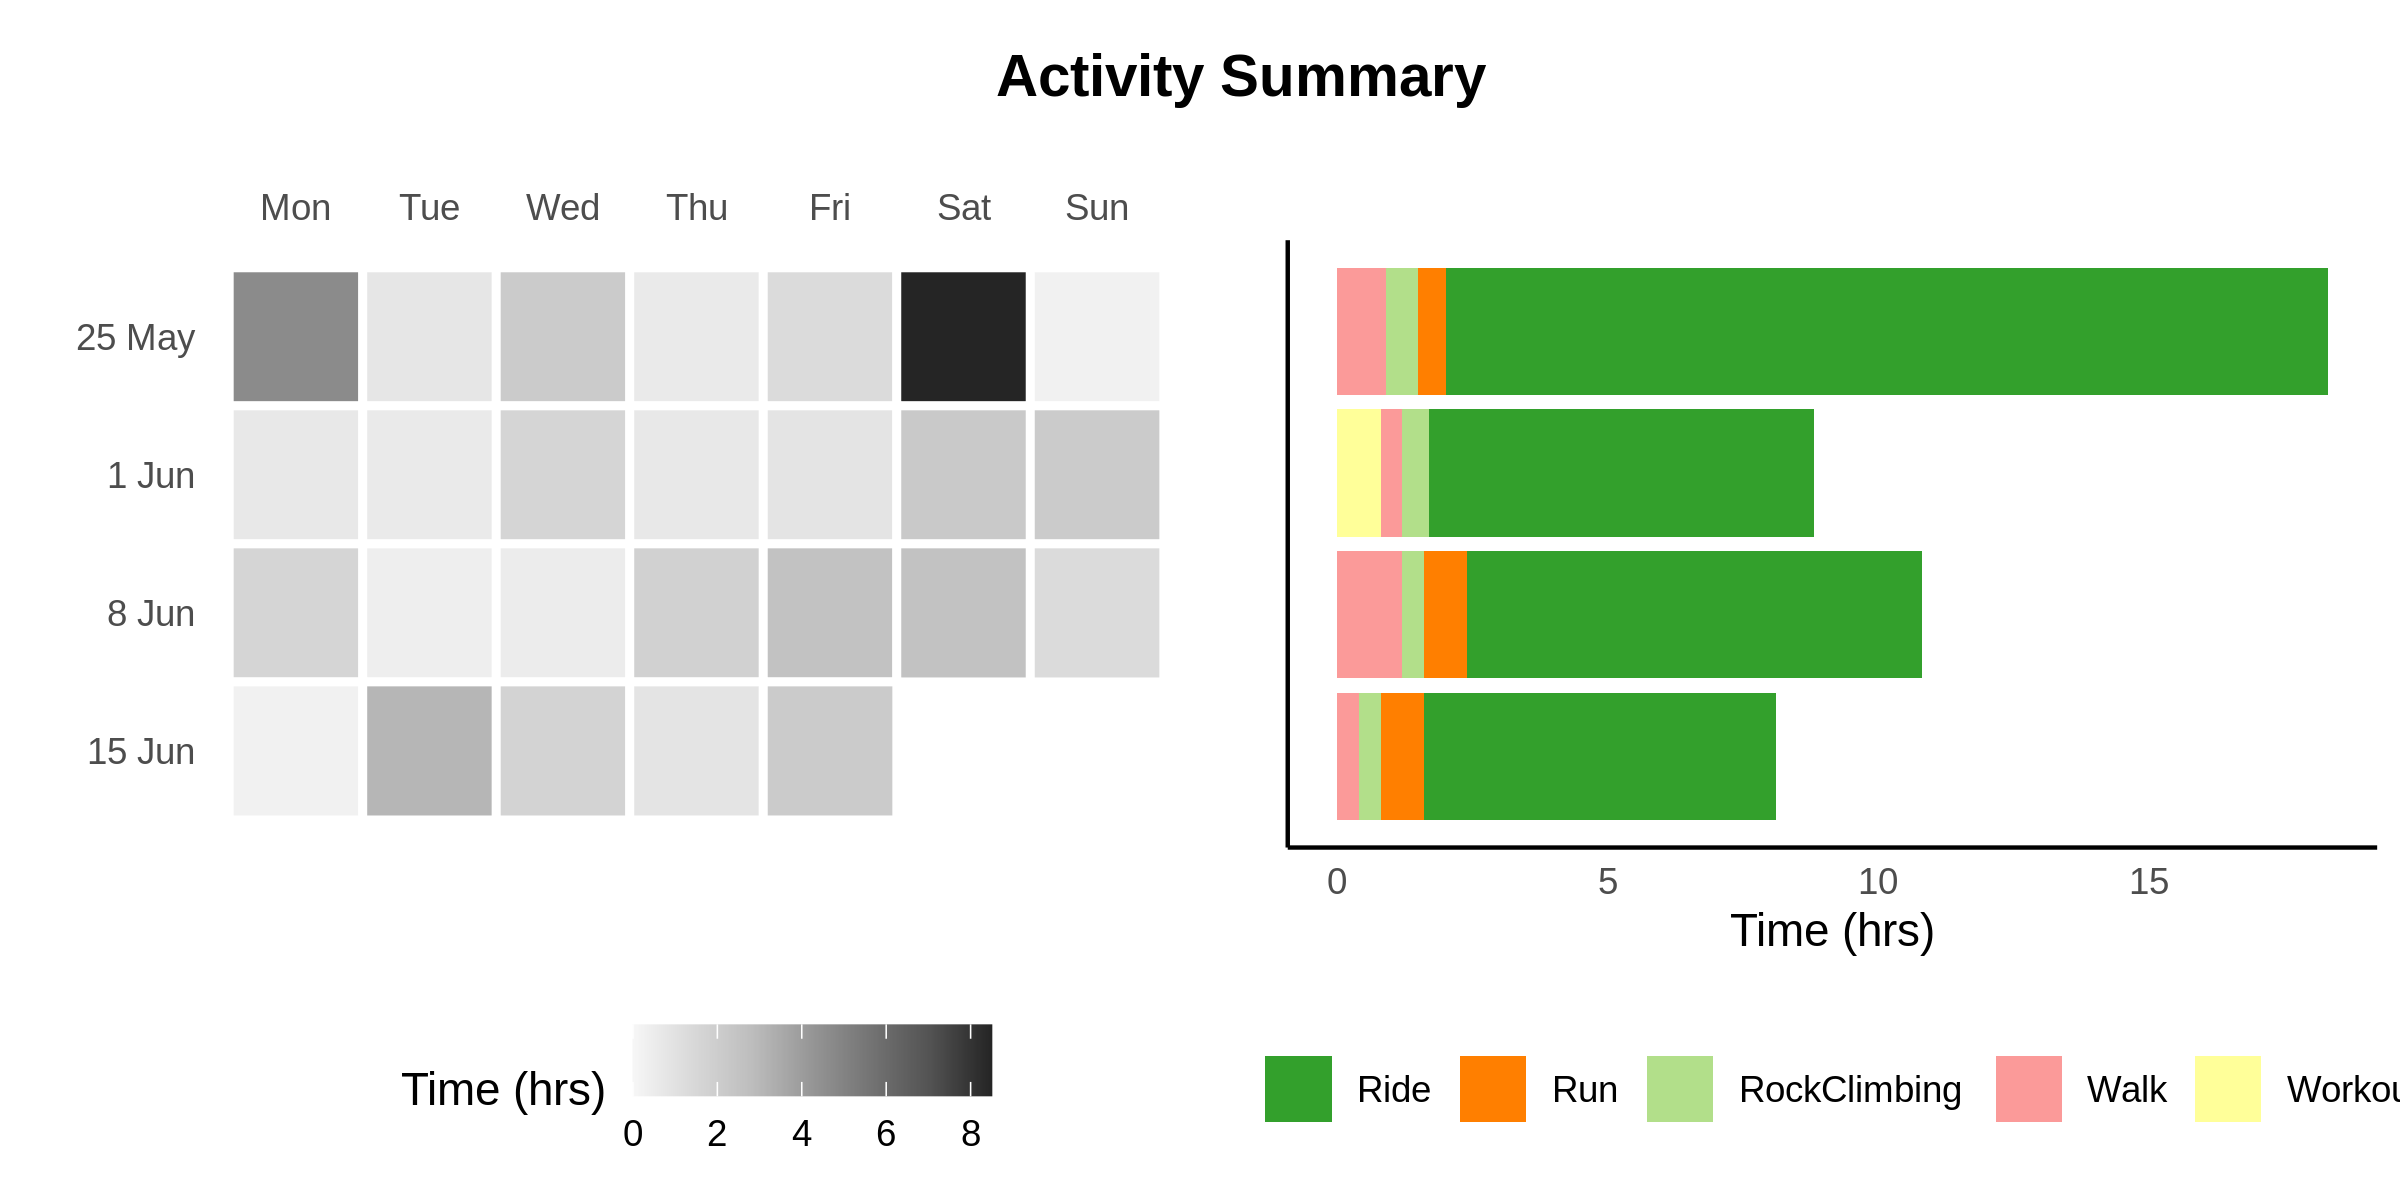 Activity Summary
Mon Tue Wed Thu Fri Sat Sun
25 May
1 Jun
8 Jun
15 Jun
0 5 10 15
Time (hrs)
Time (hrs)
0 2 4 6 8
Ride Run RockClimbing Walk Workou